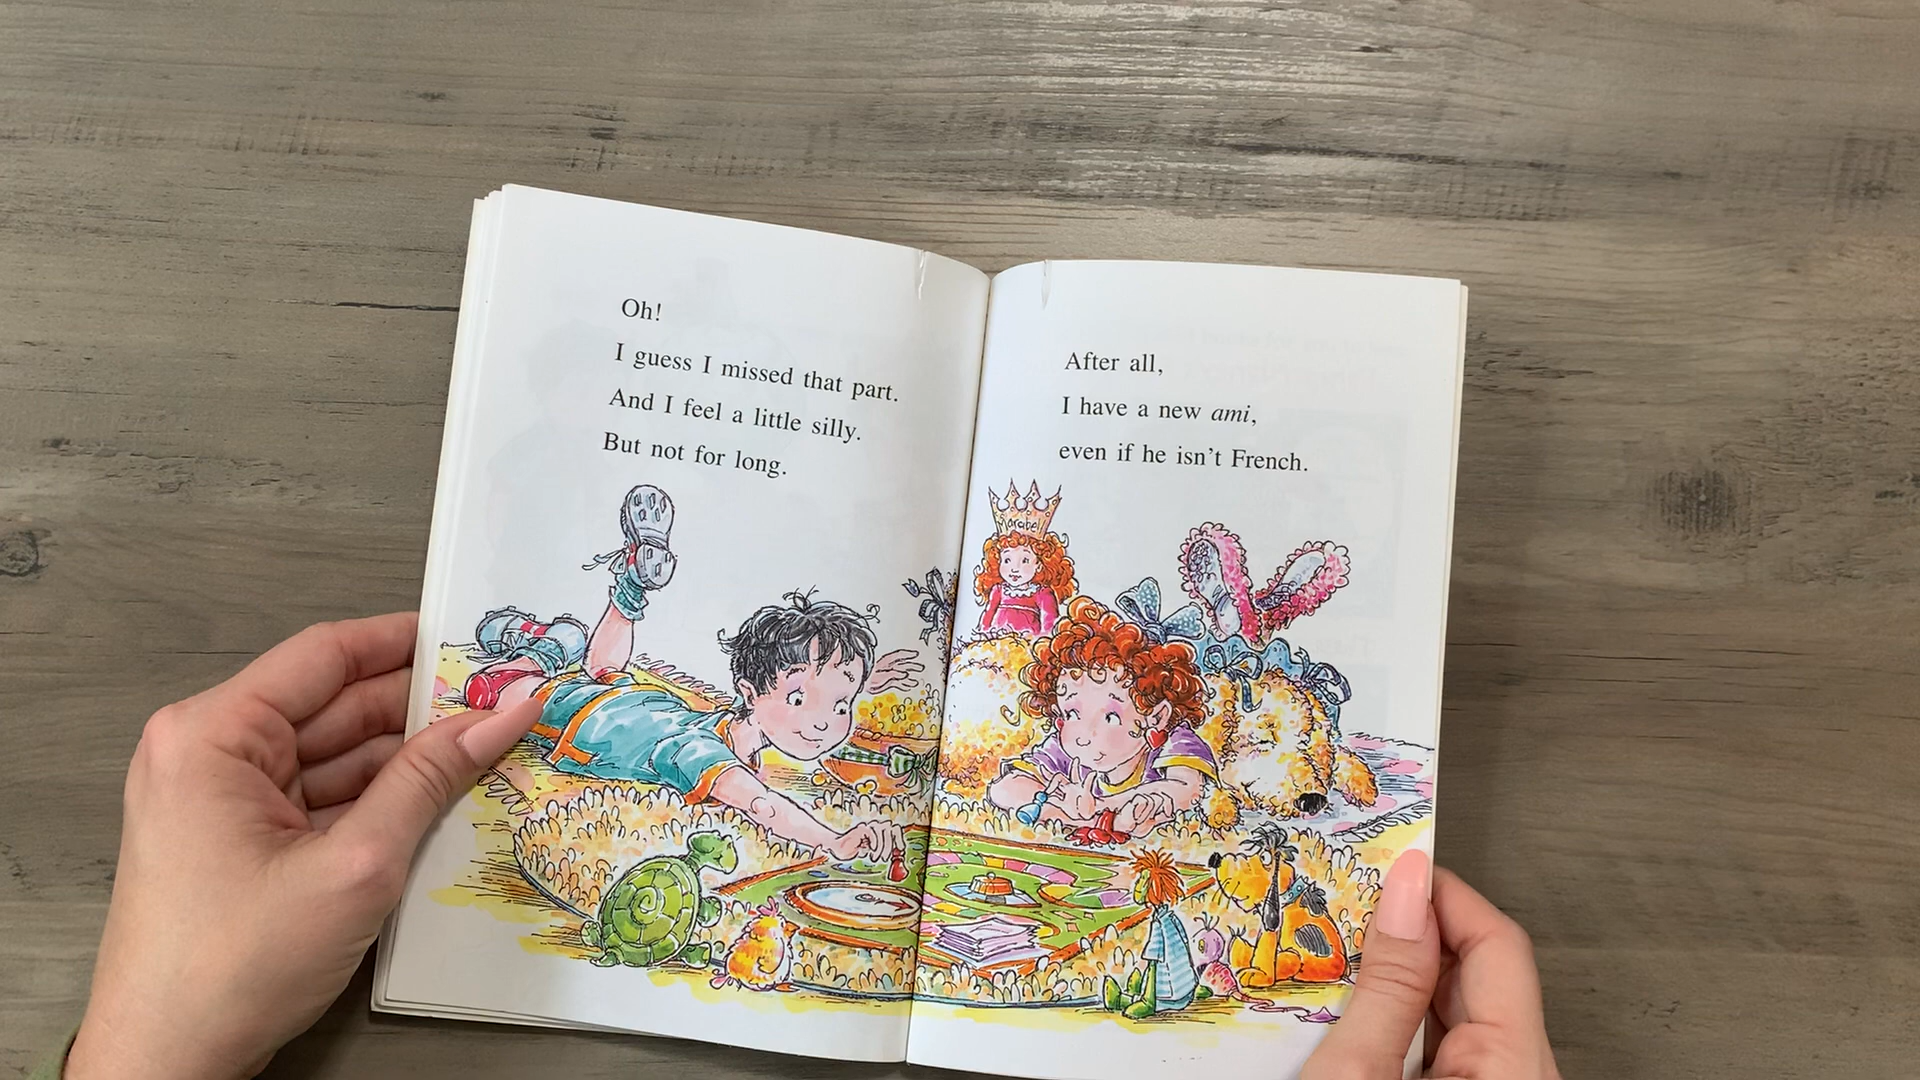 Oh!
I guess I missed that part.
And I feel a little silly.
But not for long.
After all,
I have a new ami,
even if he isn't French.
Marabel